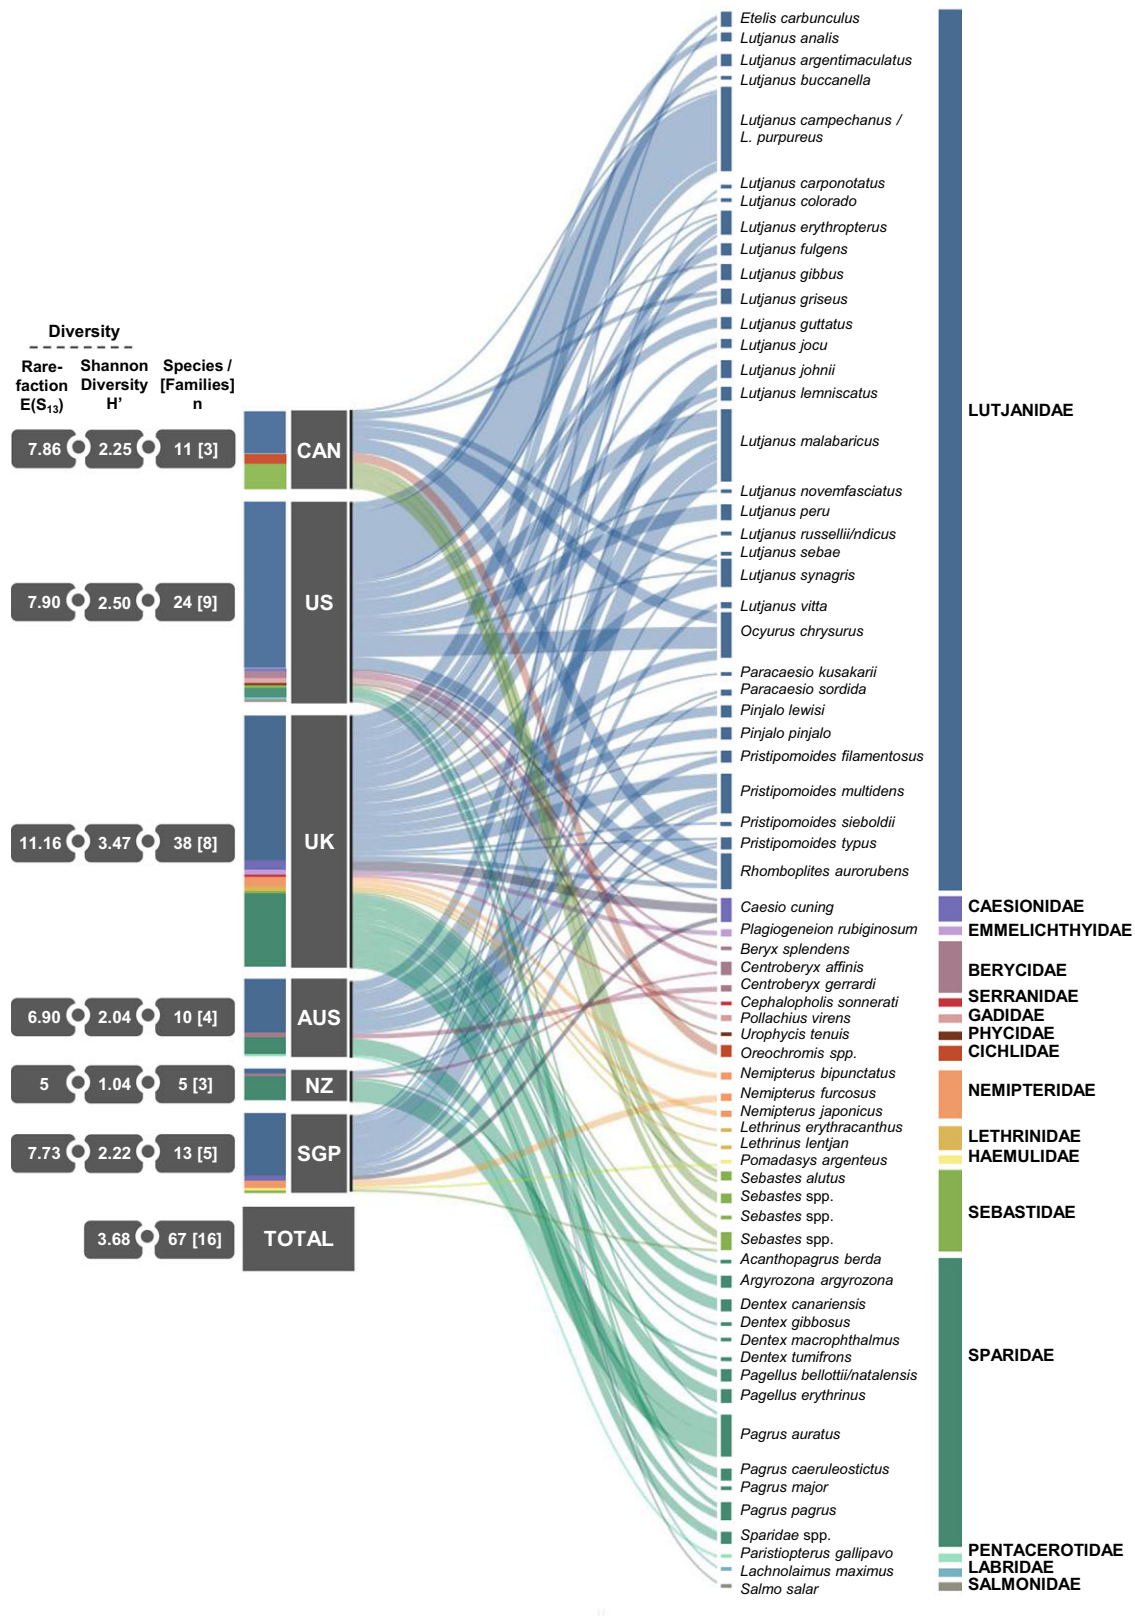 Diversity
Rare-
faction
E(S13)
Shannon
Diversity
H'
Species /
[Families]
n
7.86 2.25 11 [3] CAN
7.90 2.50 24 [9] US
11.16 3.47 38 [8] UK
6.90 2.04 10 [4] AUS
5 1.04 5 [3] NZ
7.73 2.22 13 [5] SGP
3.68 67 [16] TOTAL
Etelis carbunculus
Lutjanus analis
Lutjanus argentimaculatus
Lutjanus buccanella
Lutjanus campechanus /
L. purpureus
Lutjanus carponotatus
Lutjanus colorado
Lutjanus erythropterus
Lutjanus fulgens
Lutjanus gibbus
Lutjanus griseus
Lutjanus guttatus
Lutjanus jocu
Lutjanus johnii
Lutjanus lemniscatus
Lutjanus malabaricus
Lutjanus novemfasciatus
Lutjanus peru
Lutjanus russellii/ndicus
Lutjanus sebae
Lutjanus synagris
Lutjanus vitta
Ocyurus chrysurus
Paracaesio kusakarii
Paracaesio sordida
Pinjalo lewisi
Pinjalo pinjalo
Pristipomoides filamentosus
Pristipomoides multidens
Pristipomoides sieboldii
Pristipomoides typus
Rhomboplites aurorubens
Caesio cuning
Plagiogeneion rubiginosum
Beryx splendens
Centroberyx affinis
Centroberyx gerrardi
Cephalopholis sonnerati
Pollachius virens
Urophycis tenuis
Oreochromis spp.
Nemipterus bipunctatus
Nemipterus furcosus
Nemipterus japonicus
Lethrinus erythracanthus
Lethrinus lentjan
Pomadasys argenteus
Sebastes alutus
Sebastes spp.
Sebastes spp.
Sebastes spp.
Acanthopagrus berda
Argyrozona argyrozona
Dentex canariensis
Dentex gibbosus
Dentex macrophthalmus
Dentex tumifrons
Pagellus bellottii/natalensis
Pagellus erythrinus
Pagrus auratus
Pagrus caeruleostictus
Pagrus major
Pagrus pagrus
Sparidae spp.
Paristiopterus gallipavo
Lachnolaimus maximus
Salmo salar
LUTJANIDAE
CAESIONIDAE
EMMELICHTHYIDAE
BERYCIDAE
SERRANIDAE
GADIDAE
PHYCIDAE
CICHLIDAE
NEMIPTERIDAE
LETHRINIDAE
HAEMULIDAE
SEBASTIDAE
SPARIDAE
PENTACEROTIDAE
LABRIDAE
SALMONIDAE